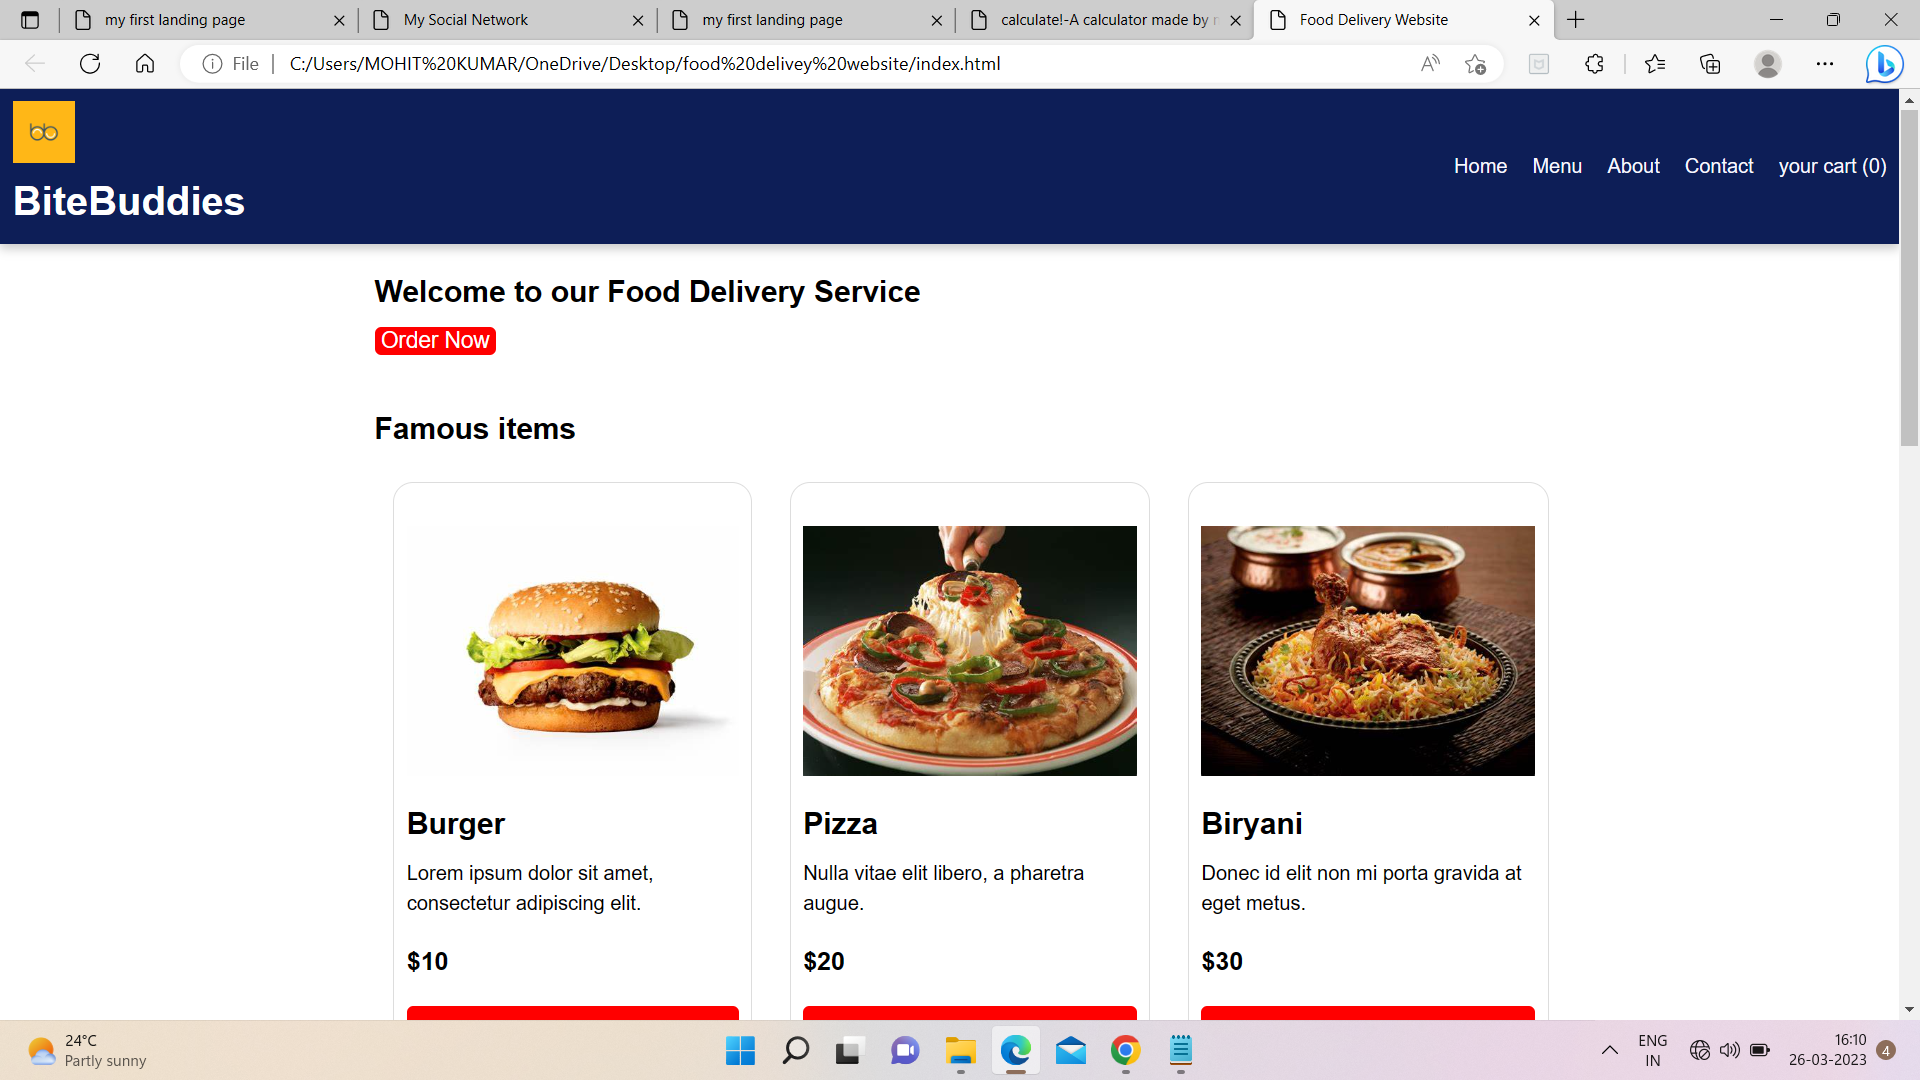 my first landing page
My Social Network
my first landing page
calculate!-A calculator made by
Food Delivery Website
File
C:/Users/MOHIT%20KUMAR/OneDrive/Desktop/food%20delivey%20website/index.html
bb
BiteBuddies
Home Menu About Contact your cart (0)
Welcome to our Food Delivery Service
Order Now
Famous items
Burger
Lorem ipsum dolor sit amet,
consectetur adipiscing elit.
$10
Pizza
Nulla vitae elit libero, a pharetra
augue.
$20
Biryani
Donec id elit non mi porta gravida at
eget metus.
$30
24°C
Partly sunny
ENG
IN
16:10
26-03-2023
4